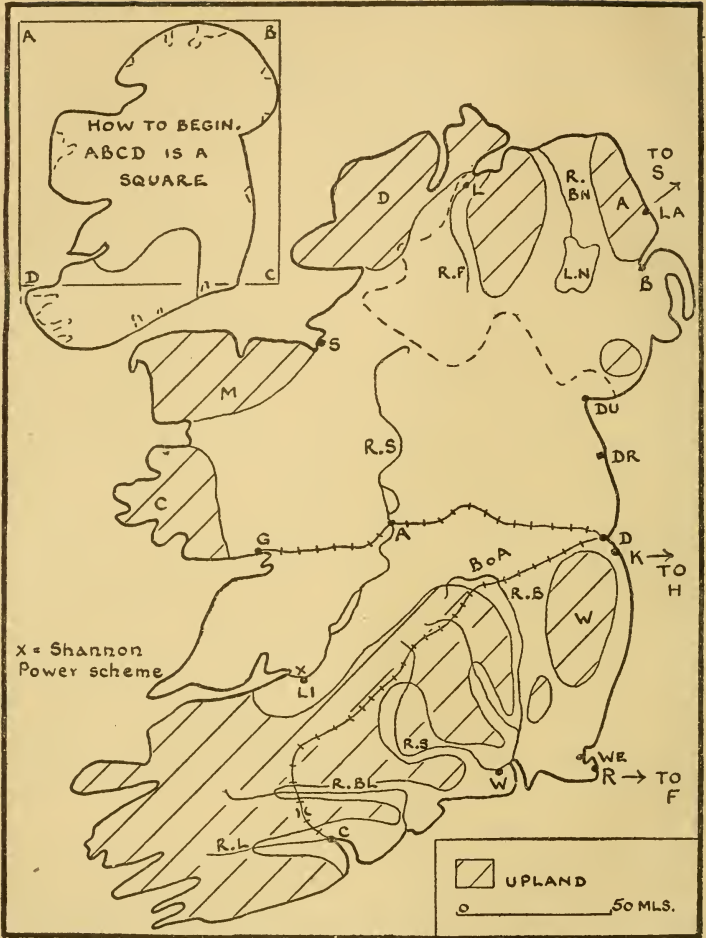 A
B
HOW TO BEGIN.
ABCD IS A
SQUARE
D
C
TO
S
D
L
R.
BN
A
LA
R.F
L.N
B
S
M
DU
R.S
DR
C
G
A
D
K → TO
H
BoA
R.B
W
x = Shannon
Power scheme
x
LI
R.S
WE
W
R → TO
F
R.BL
R.L
C
UPLAND
0 50 MLS.